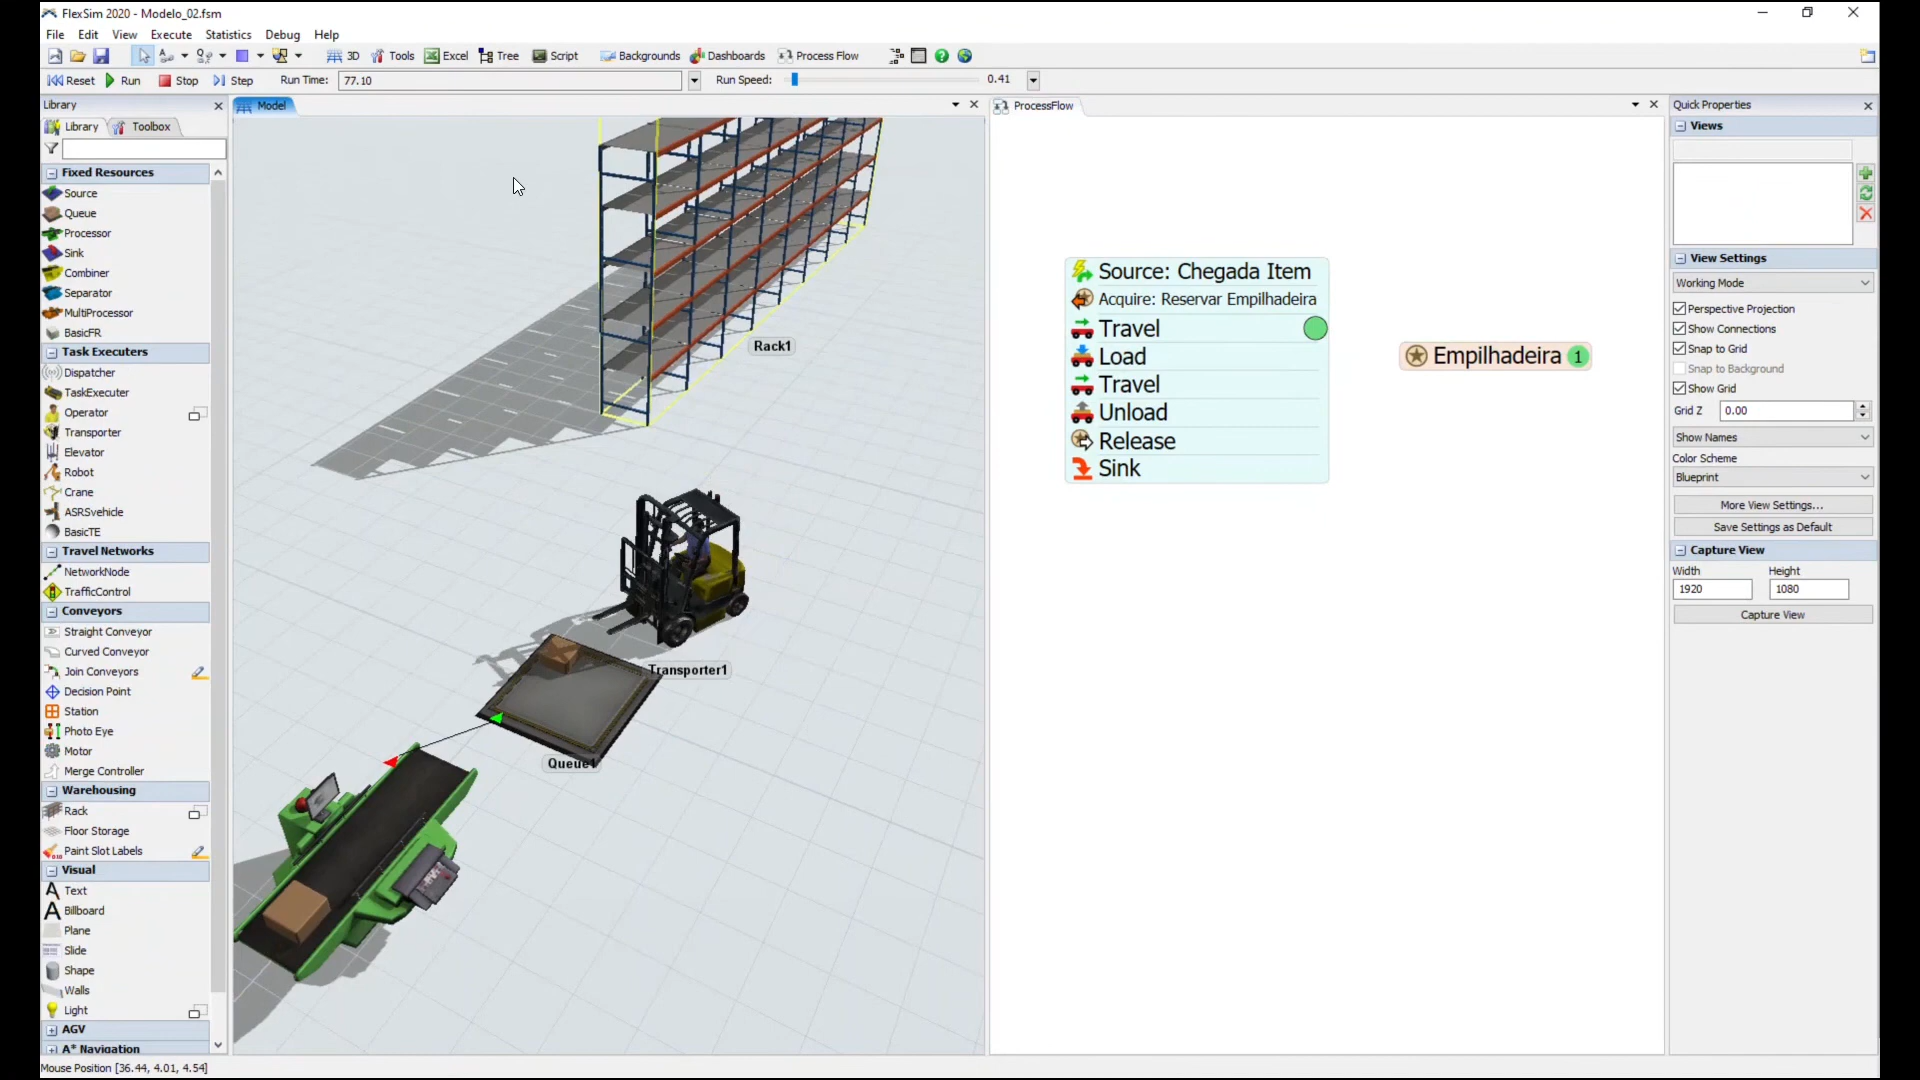 FlexSim 2020 - Modelo_02.fsm
File Edit View Execute Statistics Debug Help
3D Tools Excel Tree Script Backgrounds Dashboards Process Flow
Reset Run Stop Step Run Time: 77.10 Run Speed: 0.41
Library
Library Toolbox
Fixed Resources
Source
Queue
Processor
Sink
Combiner
Separator
MultiProcessor
BasicFR
Task Executers
Dispatcher
TaskExecuter
Operator
Transporter
Elevator
Robot
Crane
ASRSvehicle
BasicTE
Travel Networks
NetworkNode
TrafficControl
Conveyors
Straight Conveyor
Curved Conveyor
Join Conveyors
Decision Point
Station
Photo Eye
Motor
Merge Controller
Warehousing
Rack
Floor Storage
Paint Slot Labels
Visual
Text
Billboard
Plane
Slide
Shape
Walls
Light
AGV
A* Navigation
Mouse Position [36.44, 4.01, 4.54]
Model
Rack1
Transporter1
Queue1
ProcessFlow
Source: Chegada Item
Acquire: Reservar Empilhadeira
Travel
Load
Travel
Unload
Release
Sink
Empilhadeira 1
Quick Properties
Views
View Settings
Working Mode
Perspective Projection
Show Connections
Snap to Grid
Snap to Background
Show Grid
Grid Z 0.00
Show Names
Color Scheme
Blueprint
More View Settings...
Save Settings as Default
Capture View
Width Height
1920 1080
Capture View